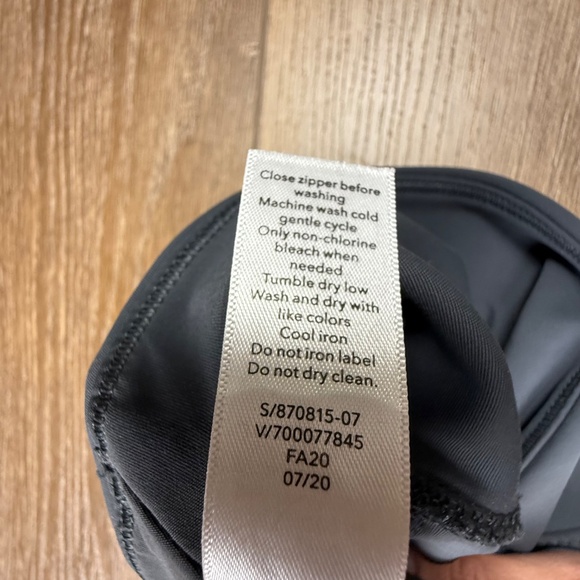 Close zipper before
washing
Machine wash cold
gentle cycle
Only non-chlorine
bleach when
needed
Tumble dry low
Wash and dry with
like colors
Cool iron
Do not iron label
Do not dry clean.
S/870815-07
V/700077845
FA20
07/20